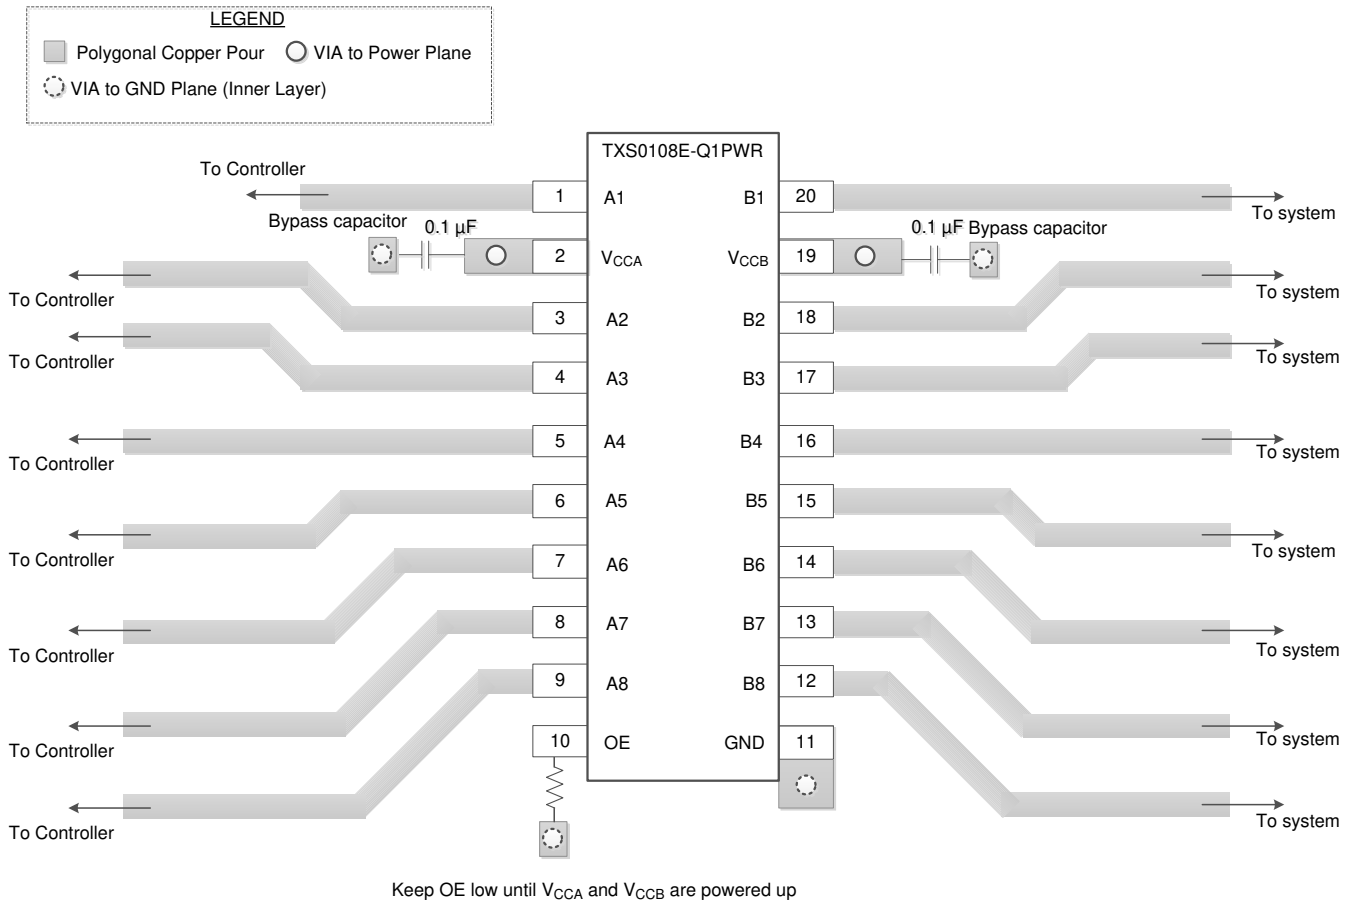 LEGEND
Polygonal Copper Pour
VIA to Power Plane
VIA to GND Plane (Inner Layer)
TXS0108E-Q1PWR
To Controller
1 A1 B1 20
To system
Bypass capacitor
0.1 µF
0.1 µF Bypass capacitor
2 VCCA VCCB 19
To Controller
To system
3 A2 B2 18
To Controller
To system
4 A3 B3 17
5 A4 B4 16
To Controller
To system
6 A5 B5 15
To Controller
To system
7 A6 B6 14
8 A7 B7 13
To Controller
To system
9 A8 B8 12
10 OE GND 11
To Controller
To system
To Controller
To system
Keep OE low until VCCA and VCCB are powered up